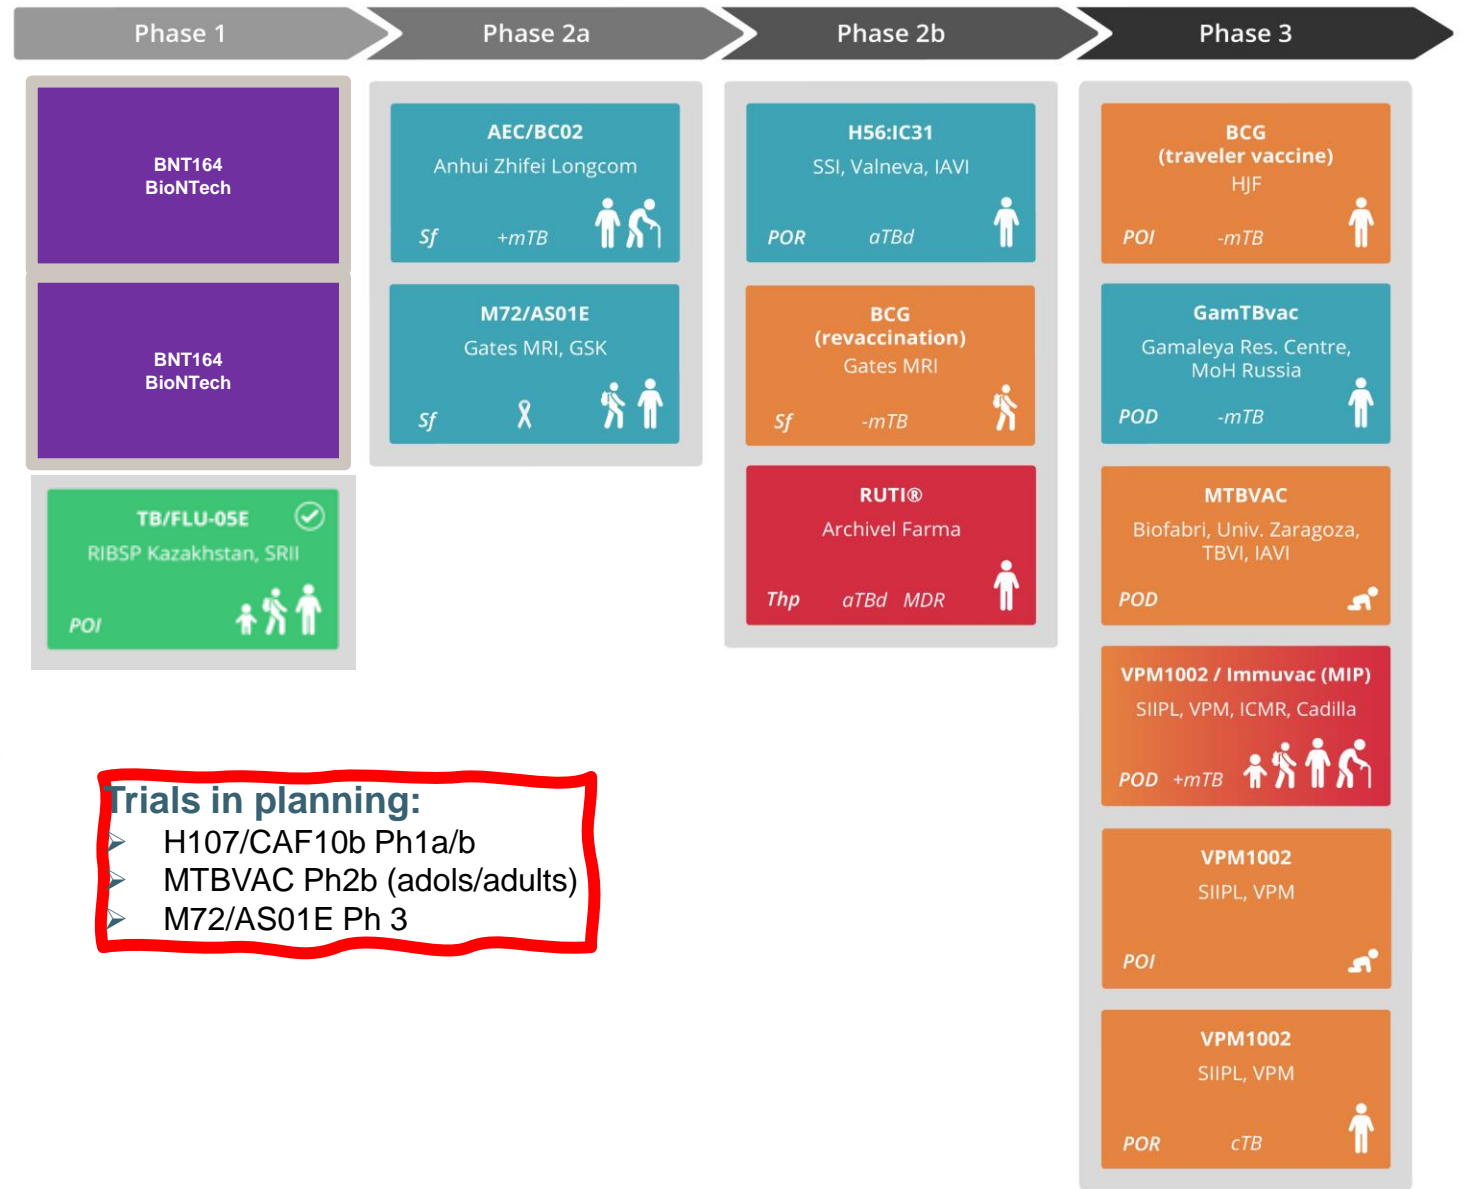 Phase 1
Phase 2a
Phase 2b
Phase 3
BNT164
BioNTech
BNT164
BioNTech
TB/FLU-05E
RIBSP Kazakhstan, SRII
POI
AEC/BC02
Anhui Zhifei Longcom
Sf +mTB
M72/AS01E
Gates MRI, GSK
Sf
H56:IC31
SSI, Valneva, IAVI
POR aTBd
BCG
(revaccination)
Gates MRI
Sf -mTB
RUTI®
Archivel Farma
Thp aTBd MDR
BCG
(traveler vaccine)
HJF
POI -mTB
GamTBvac
Gamaleya Res. Centre,
MoH Russia
POD -mTB
MTBVAC
Biofabri, Univ. Zaragoza,
TBVI, IAVI
POD
VPM1002 / Immuvac (MIP)
SIIPL, VPM, ICMR, Cadilla
POD +mTB
VPM1002
SIIPL, VPM
POI
VPM1002
SIIPL, VPM
POR cTB
Trials in planning:
➢ H107/CAF10b Ph1a/b
➢ MTBVAC Ph2b (adols/adults)
➢ M72/AS01E Ph 3